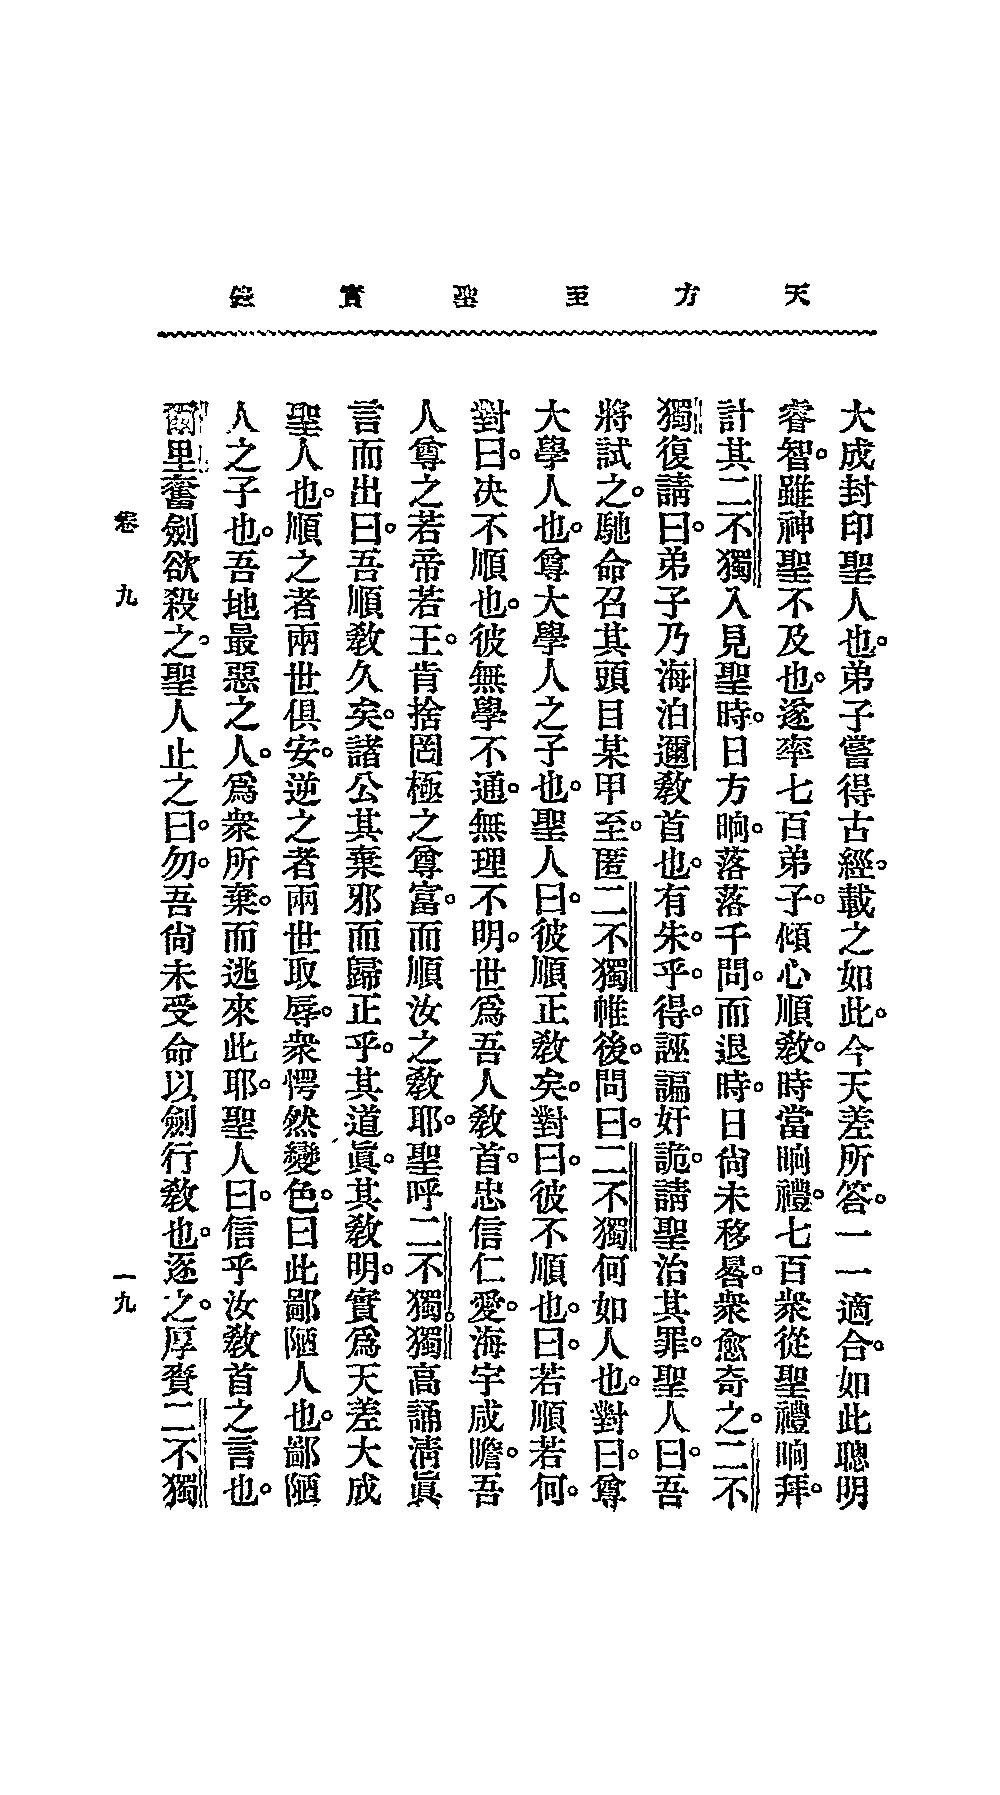 天方至聖實錄
大成封印聖人也。弟子嘗得古經。載之如此。今天差所答。一一適合。如此聰明
睿智。雖神聖不及也。遂率七百弟子。傾心順教。時當晌禮。七百衆從聖禮晌拜。
計其二不獨入見聖時。日方晌。落落千問。而退時。日尙未移晷。衆愈奇之。二不
獨復請曰。弟子乃海泊邇敎首也。有朱乎。得。誣謟奸詭。請聖治其罪。聖人曰。吾
將試之。馳命召其頭目某甲至。匿二不獨帷後。問曰。二不獨何如人也。對曰。尊
大學人也。尊大學人之子也。聖人曰。彼順正敎矣。對曰。彼不順也。曰。若順若何。
對曰。决不順也。彼無學不通。無理不明。世爲吾人敎首。忠信仁愛。海宇咸瞻。吾
人尊之若帝若王。肯捨罔極之尊富。而順汝之敎耶。聖呼二不獨。獨高誦淸眞
言而出曰。吾順敎久矣。諸公其棄邪而歸正乎。其道眞。其敎明。實爲天差大成
聖人也。順之者兩世俱安。逆之者兩世取辱。衆愕然變色。曰此鄙陋人也。鄙陋
人之子也。吾地最惡之人。爲衆所棄。而逃來此耶。聖人曰。信乎汝敎首之言也。
爾里奮劍欲殺之。聖人止之曰。勿。吾尙未受命以劍行敎也。逐之。厚賚二不獨
卷九
一九